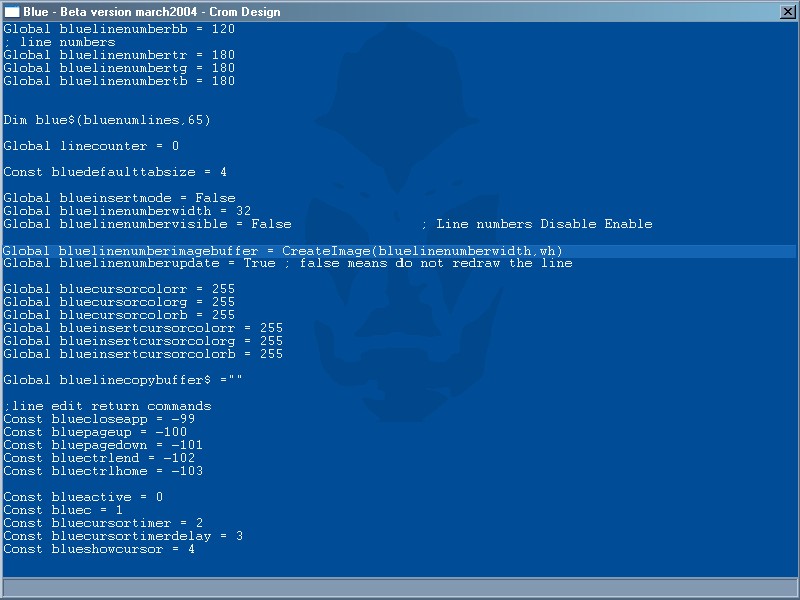 Blue - Beta version march2004 - Crom Design
Global bluelinenumberbb = 120
; line numbers
Global bluelinenumbertr = 180
Global bluelinenumbertg = 180
Global bluelinenumbertb = 180
Dim blue$(bluenumlines,65)
Global linecounter = 0
Const bluedefaulttabsize = 4
Global blueinsertmode = False
Global bluelinenumberwidth = 32
Global bluelinenumbervisible = False ; Line numbers Disable Enable
Global bluelinenumberimagebuffer = CreateImage(bluelinenumberwidth,wh)
Global bluelinenumberupdate = True ; false means do not redraw the line
Global bluecursorcolorr = 255
Global bluecursorcolorg = 255
Global bluecursorcolorb = 255
Global blueinsertcursorcolorr = 255
Global blueinsertcursorcolorg = 255
Global blueinsertcursorcolorb = 255
Global bluelinecopybuffer$ =""
;line edit return commands
Const bluecloseapp = -99
Const bluepageup = -100
Const bluepagedown = -101
Const bluectrlend = -102
Const bluectrlhome = -103
Const blueactive = 0
Const bluec = 1
Const bluecursortimer = 2
Const bluecursortimerdelay = 3
Const blueshowcursor = 4